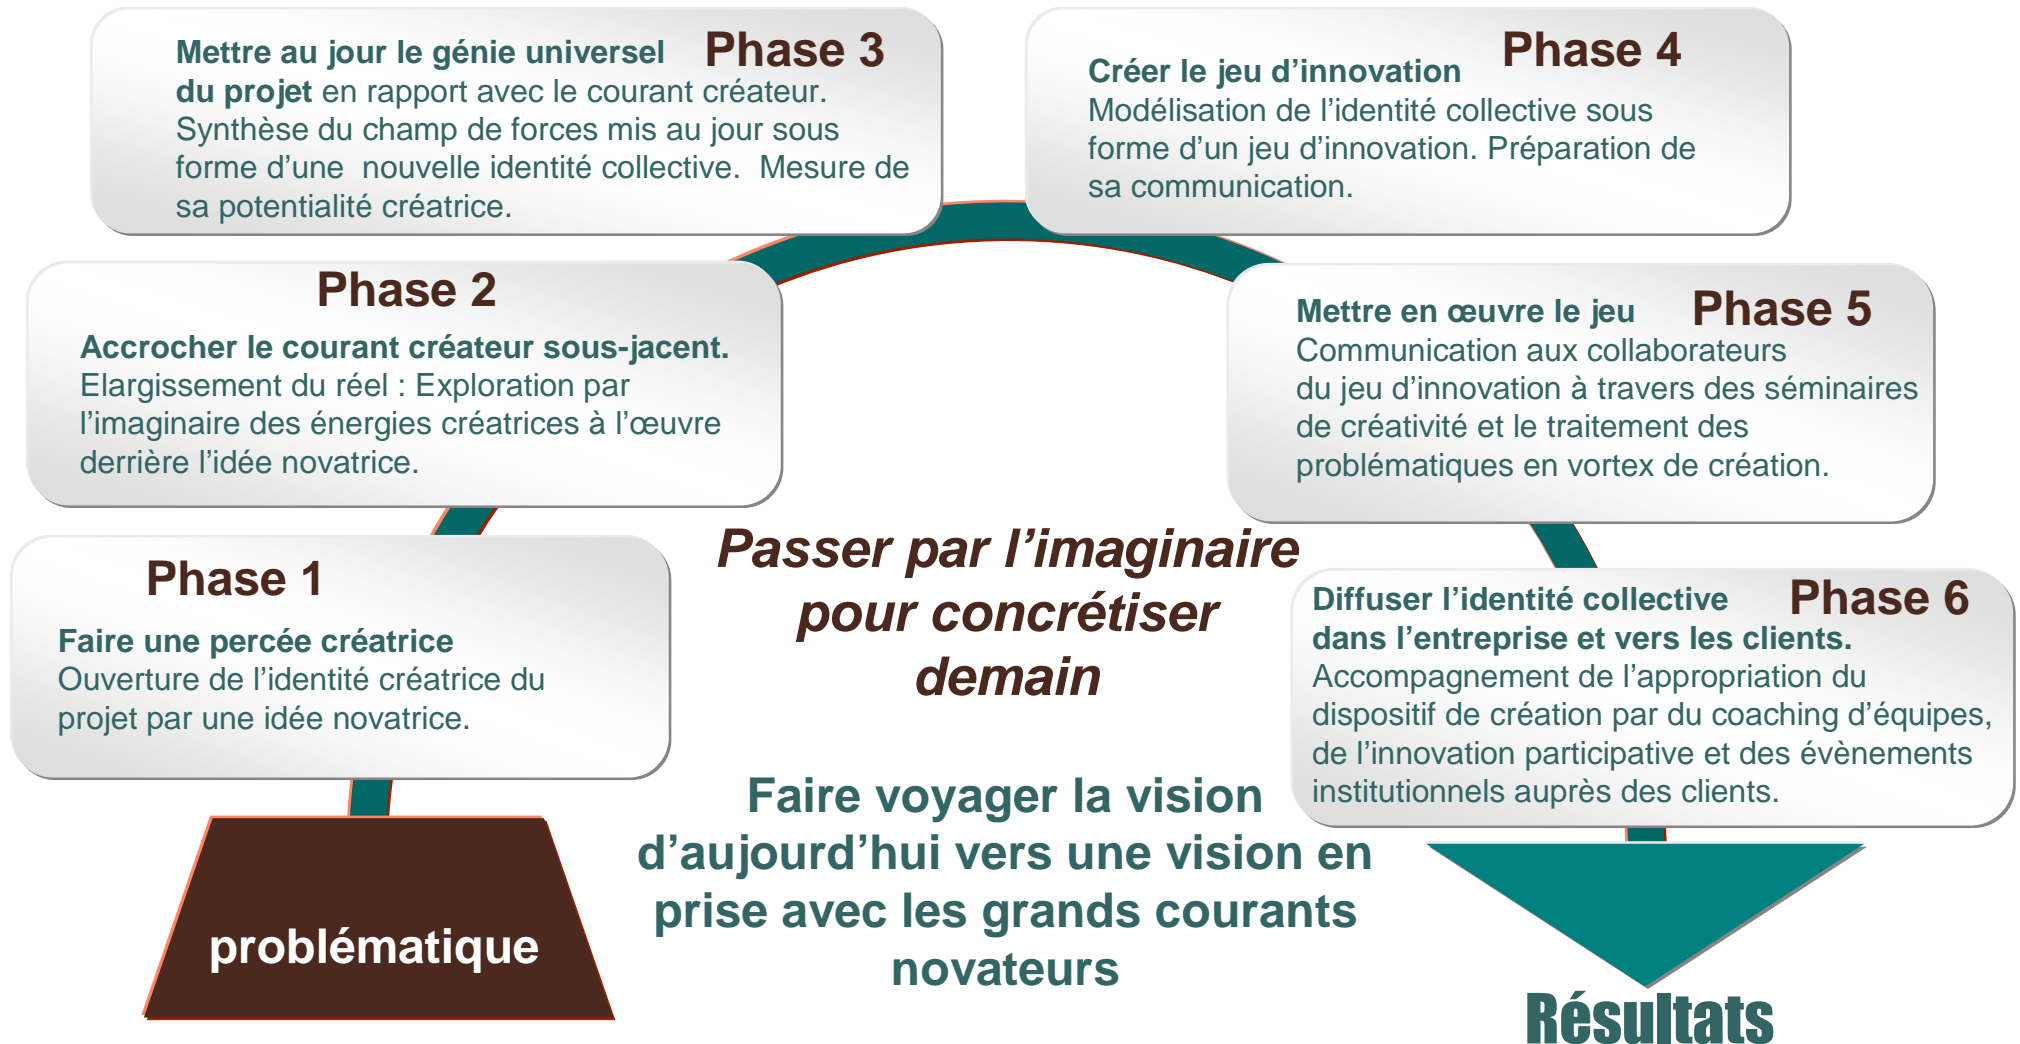 Phase 3
Mettre au jour le génie universel
du projet en rapport avec le courant créateur.
Synthèse du champ de forces mis au jour sous
forme d’une  nouvelle identité collective.  Mesure de
sa potentialité créatrice.
Phase 4
Créer le jeu d’innovation
Modélisation de l’identité collective sous
forme d’un jeu d’innovation. Préparation de
sa communication.
Phase 2
Accrocher le courant créateur sous-jacent.
Elargissement du réel : Exploration par
l’imaginaire des énergies créatrices à l’œuvre
derrière l’idée novatrice.
Phase 5
Mettre en œuvre le jeu
Communication aux collaborateurs
du jeu d’innovation à travers des séminaires
de créativité et le traitement des
problématiques en vortex de création.
Phase 1
Faire une percée créatrice
Ouverture de l’identité créatrice du
projet par une idée novatrice.
Passer par l’imaginaire
pour concrétiser
demain
Phase 6
Diffuser l’identité collective
dans l’entreprise et vers les clients.
Accompagnement de l’appropriation du
dispositif de création par du coaching d’équipes,
de l’innovation participative et des évènements
institutionnels auprès des clients.
Faire voyager la vision
d’aujourd’hui vers une vision en
prise avec les grands courants
novateurs
problématique
Résultats